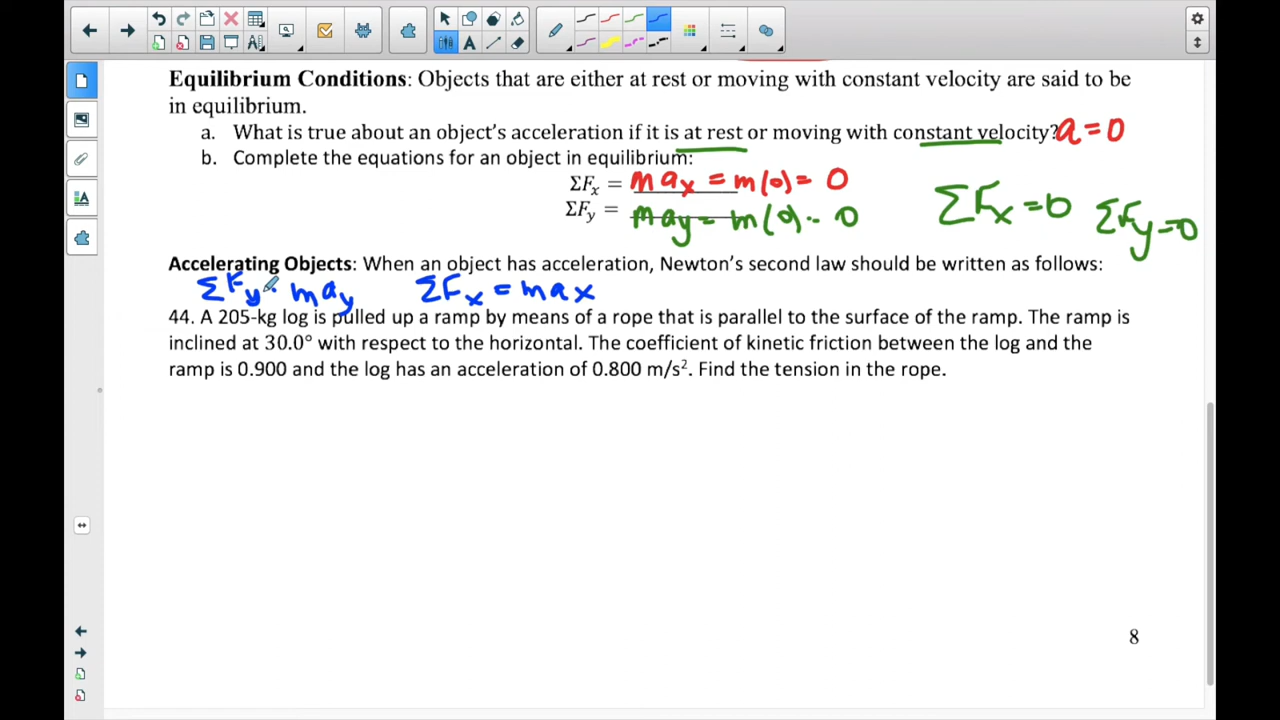 Equilibrium Conditions: Objects that are either at rest or moving with constant velocity are said to be
in equilibrium.
a. What is true about an object's acceleration if it is at rest or moving with constant velocity? a = 0
b. Complete the equations for an object in equilibrium:
ΣFₓ = maₓ = m(0) = 0
ΣFᵧ = maᵧ = m(0) = 0
ΣFₓ = 0 ΣFᵧ = 0
Accelerating Objects: When an object has acceleration, Newton's second law should be written as follows:
ΣFᵧ = maᵧ ΣFₓ = maₓ
44. A 205-kg log is pulled up a ramp by means of a rope that is parallel to the surface of the ramp. The ramp is
inclined at 30.0° with respect to the horizontal. The coefficient of kinetic friction between the log and the
ramp is 0.900 and the log has an acceleration of 0.800 m/s². Find the tension in the rope.
8